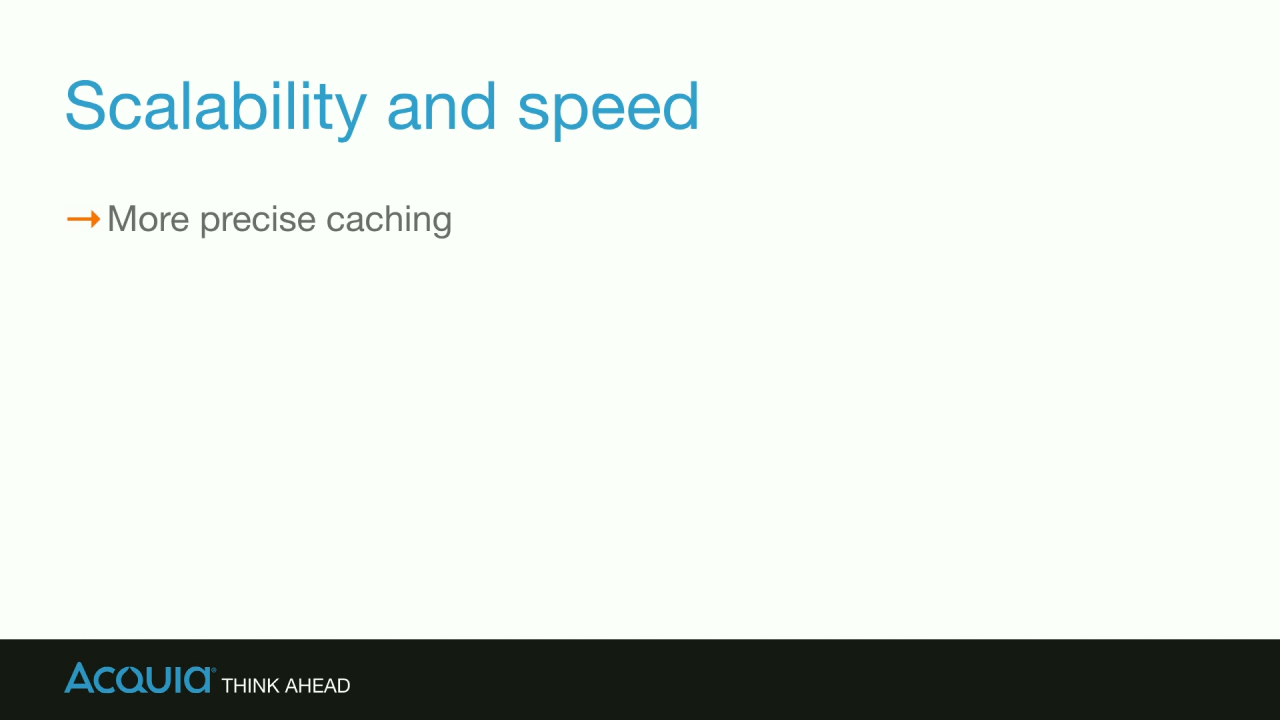 Scalability and speed
→ More precise caching
ACQUIA® THINK AHEAD